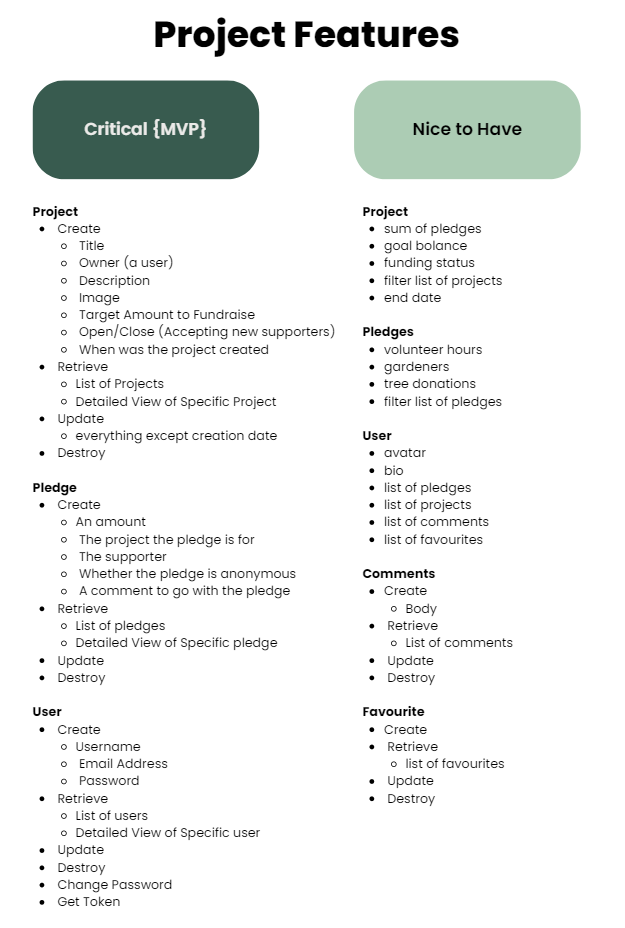 Project Features
Critical {MVP}
Project
Create
Title
Owner (a user)
Description
Image
Target Amount to Fundraise
Open/Close (Accepting new supporters)
When was the project created
Retrieve
List of Projects
Detailed View of Specific Project
Update
everything except creation date
Destroy
Pledge
Create
An amount
The project the pledge is for
The supporter
Whether the pledge is anonymous
A comment to go with the pledge
Retrieve
List of pledges
Detailed View of Specific pledge
Update
Destroy
User
Create
Username
Email Address
Password
Retrieve
List of users
Detailed View of Specific user
Update
Destroy
Change Password
Get Token
Nice to Have
Project
sum of pledges
goal bolance
funding status
filter list of projects
end date
Pledges
volunteer hours
gardeners
tree donations
filter list of pledges
User
avatar
bio
list of pledges
list of projects
list of comments
list of favourites
Comments
Create
Body
Retrieve
List of comments
Update
Destroy
Favourite
Create
Retrieve
list of favourites
Update
Destroy